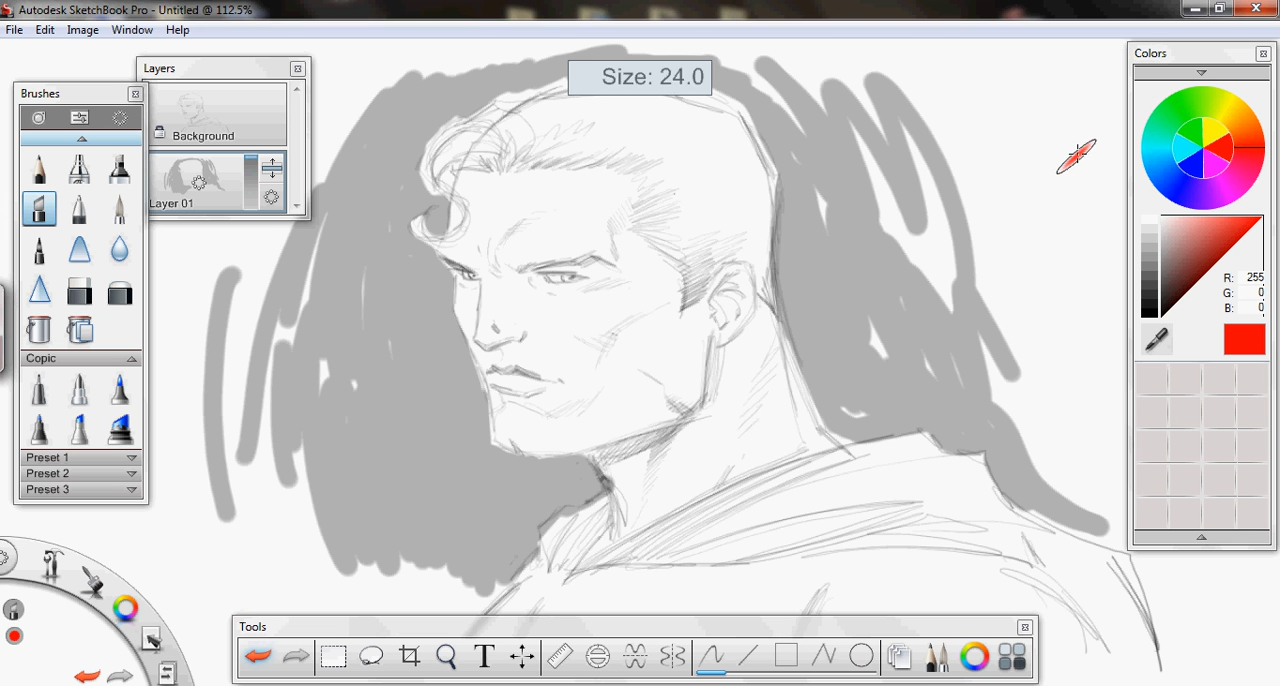 Autodesk SketchBook Pro - Untitled @ 112.5%
File Edit Image Window Help
Layers
Background
Layer 01
Brushes
Copic
Preset 1
Preset 2
Preset 3
Size: 24.0
Colors
R: 255
G: 0
B: 0
Tools
T